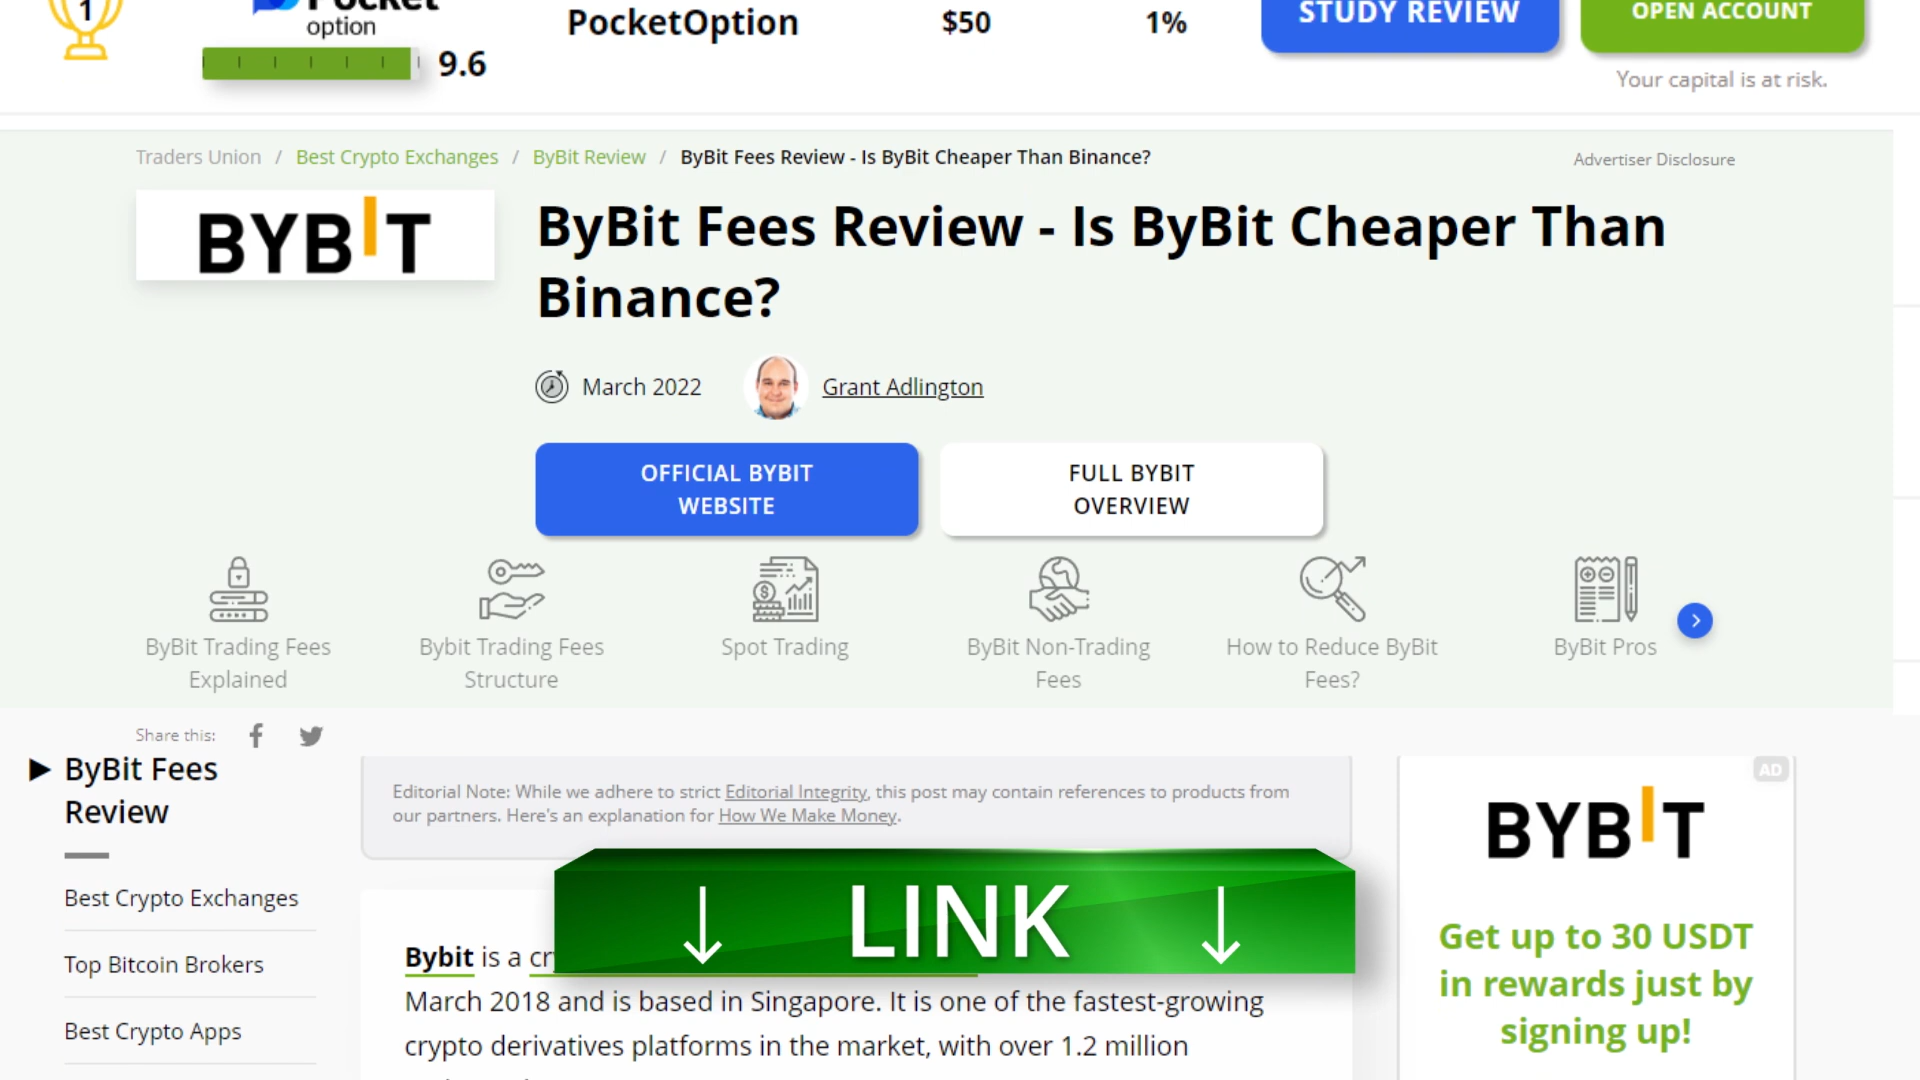 1
Pocket
option
9.6
PocketOption
$50
1%
STUDY REVIEW
OPEN ACCOUNT
Your capital is at risk.
Traders Union / Best Crypto Exchanges / ByBit Review / ByBit Fees Review - Is ByBit Cheaper Than Binance?
Advertiser Disclosure
BYBIT
ByBit Fees Review - Is ByBit Cheaper Than
Binance?
March 2022
Grant Adlington
OFFICIAL BYBIT
WEBSITE
FULL BYBIT
OVERVIEW
ByBit Trading Fees
Explained
Bybit Trading Fees
Structure
Spot Trading
ByBit Non-Trading
Fees
How to Reduce ByBit
Fees?
ByBit Pros
Share this:
ByBit Fees
Review
Best Crypto Exchanges
Top Bitcoin Brokers
Best Crypto Apps
Editorial Note: While we adhere to strict Editorial Integrity, this post may contain references to products from
our partners. Here's an explanation for How We Make Money.
LINK
Bybit is a
March 2018 and is based in Singapore. It is one of the fastest-growing
crypto derivatives platforms in the market, with over 1.2 million
AD
BYBIT
Get up to 30 USDT
in rewards just by
signing up!